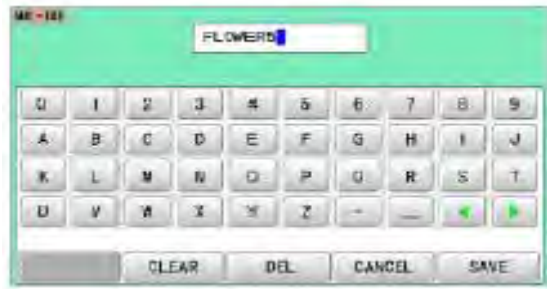 FLOWERS
0 1 2 3 4 5 6 7 8 9
A B C D E F G H I J
K L M N O P Q R S T
U V W X Y Z - _ ◄ ►
CLEAR DEL CANCEL SAVE